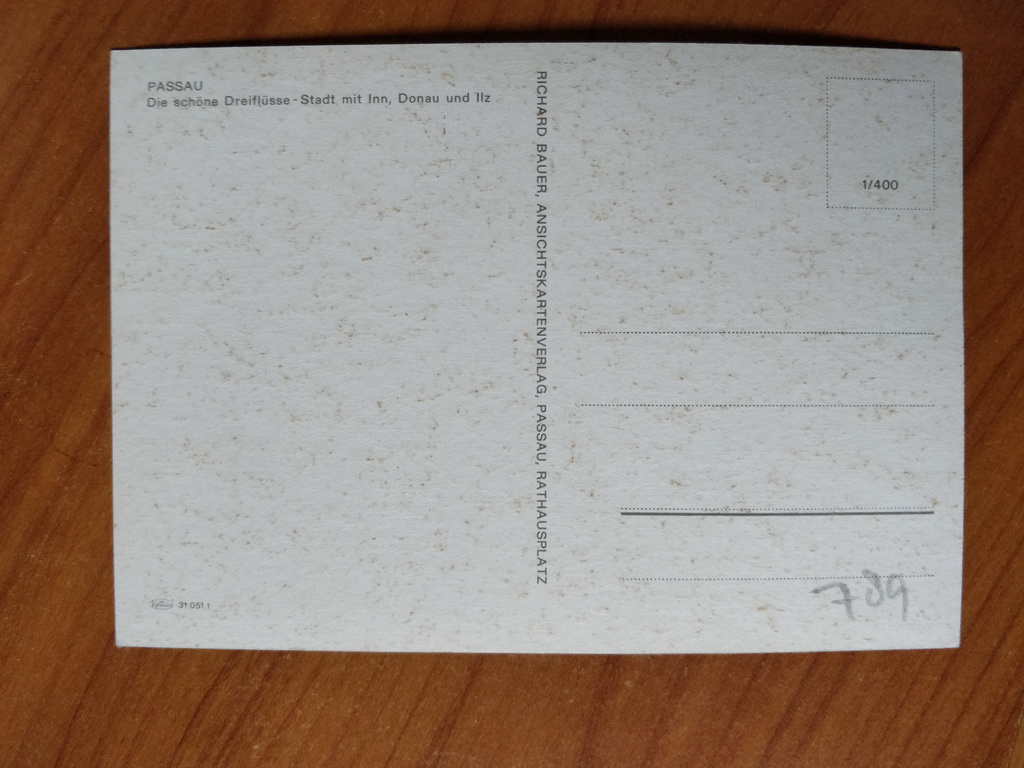 PASSAU
Die schöne Dreiflüsse-Stadt mit Inn, Donau und Ilz
RICHARD BAUER, ANSICHTSKARTENVERLAG, PASSAU, RATHAUSPLATZ
1/400
31 051 1
789